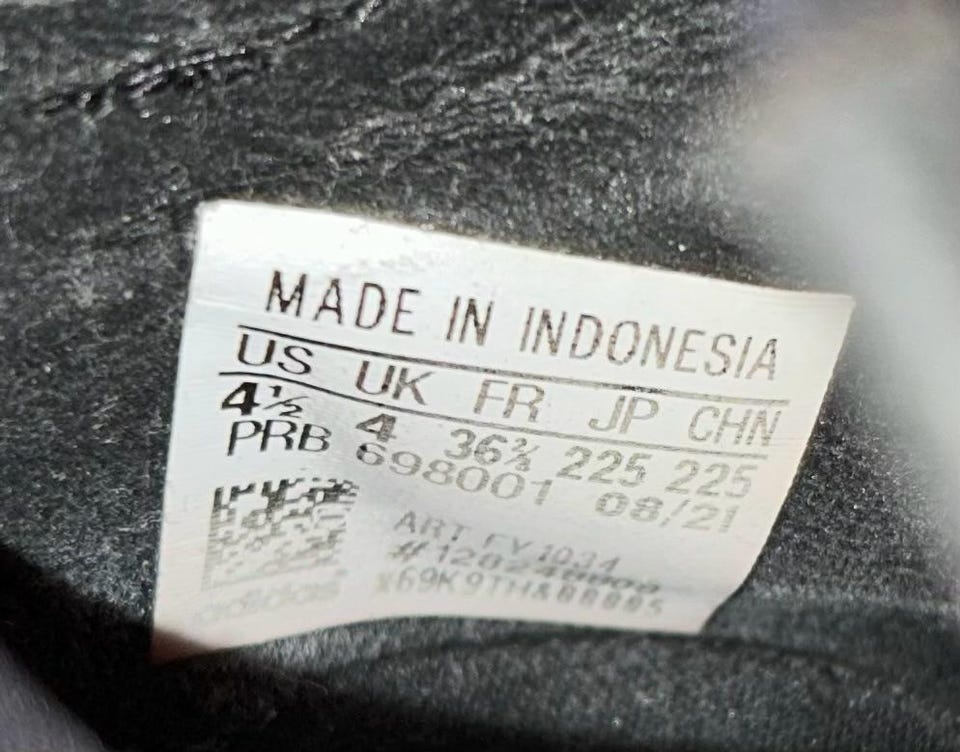 MADE IN INDONESIA
US UK FR JP CHN
4½ 4 36⅔ 225 225
PRB 698001 08/21
ART FY1034
adidas